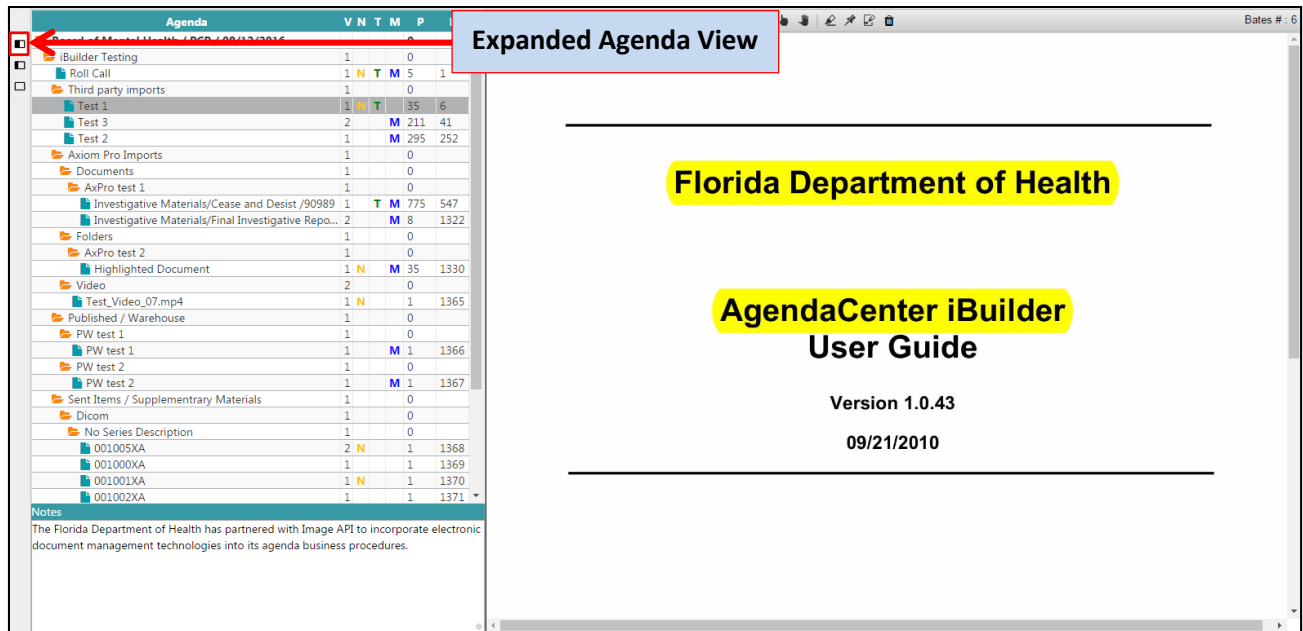 Agenda V N T M P
Expanded Agenda View
Bates # : 6
Board of Mental Health / PCP / 08/12/2016 0
iBuilder Testing 1 0
Roll Call 1 N T M 5 1
Third party imports 1 0
Test 1 1 N T 35 6
Test 3 2 M 211 41
Test 2 1 M 295 252
Axiom Pro Imports 1 0
Documents 1 0
AxPro test 1 1 0
Investigative Materials/Cease and Desist /90989 1 T M 775 547
Investigative Materials/Final Investigative Repo... 2 M 8 1322
Folders 1 0
AxPro test 2 1 0
Highlighted Document 1 N M 35 1330
Video 2 0
Test_Video_07.mp4 1 N 1 1365
Published / Warehouse 1 0
PW test 1 1 0
PW test 1 1 M 1 1366
PW test 2 1 0
PW test 2 1 M 1 1367
Sent Items / Supplementrary Materials 1 0
Dicom 1 0
No Series Description 1 0
001005XA 2 N 1 1368
001000XA 1 1 1369
001001XA 1 N 1 1370
001002XA 1 1 1371
Notes
The Florida Department of Health has partnered with Image API to incorporate electronic
document management technologies into its agenda business procedures.
Florida Department of Health
AgendaCenter iBuilder
User Guide
Version 1.0.43
09/21/2010